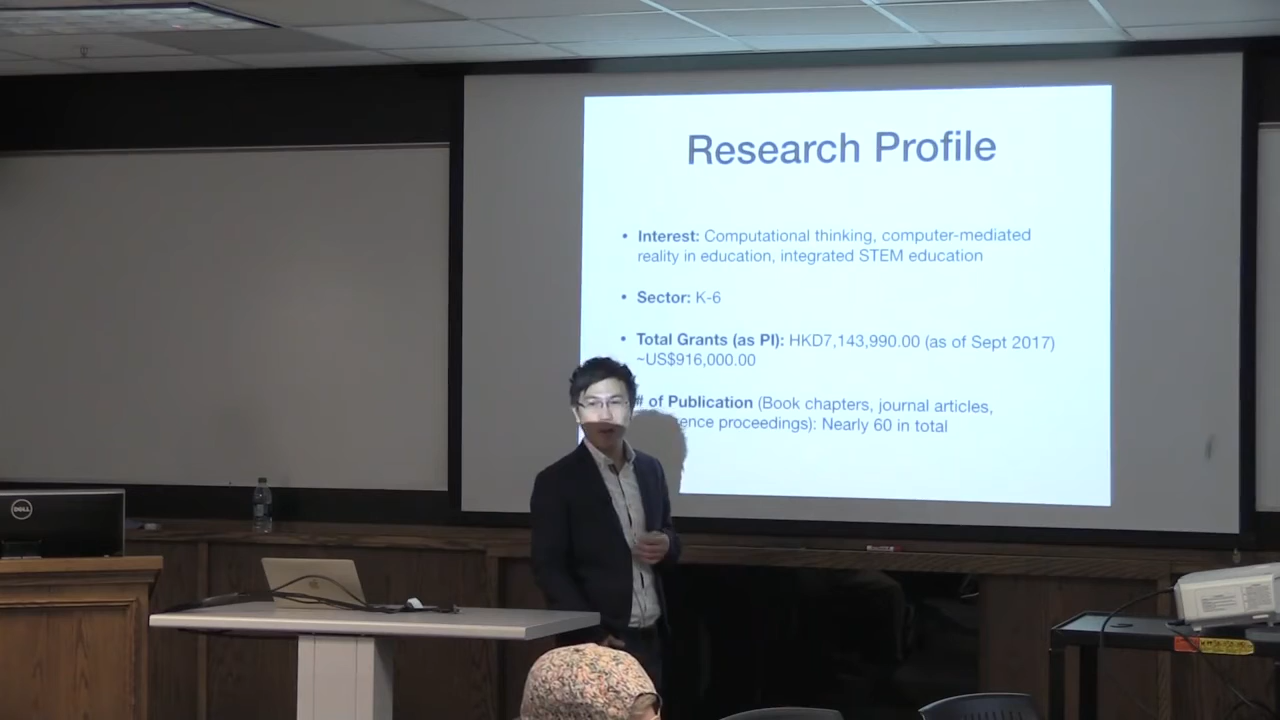 Research Profile
• Interest: Computational thinking, computer-mediated
reality in education, integrated STEM education
• Sector: K-6
• Total Grants (as PI): HKD7,143,990.00 (as of Sept 2017)
~US$916,000.00
# of Publication (Book chapters, journal articles,
ence proceedings): Nearly 60 in total
DELL